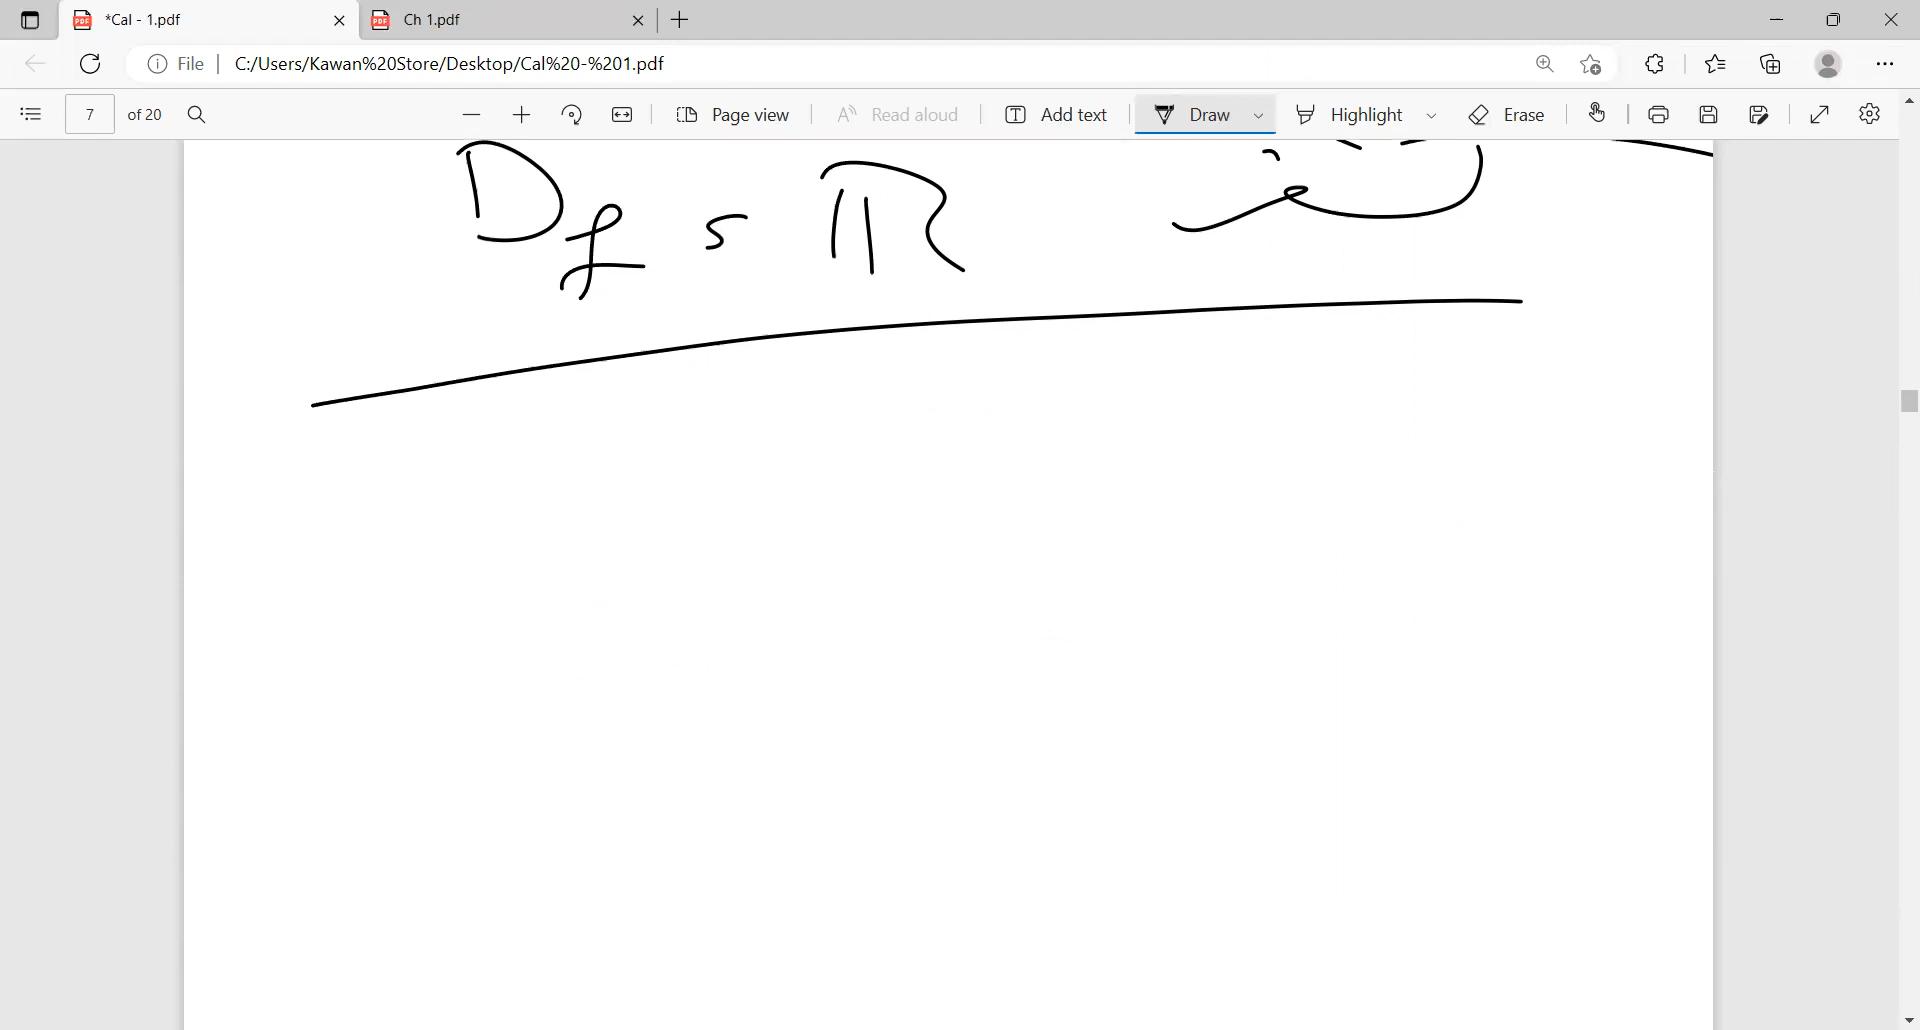 *Cal - 1.pdf
Ch 1.pdf
File
C:/Users/Kawan%20Store/Desktop/Cal%20-%201.pdf
7 of 20
Page view
Read aloud
Add text
Draw
Highlight
Erase
D_f = ℝ